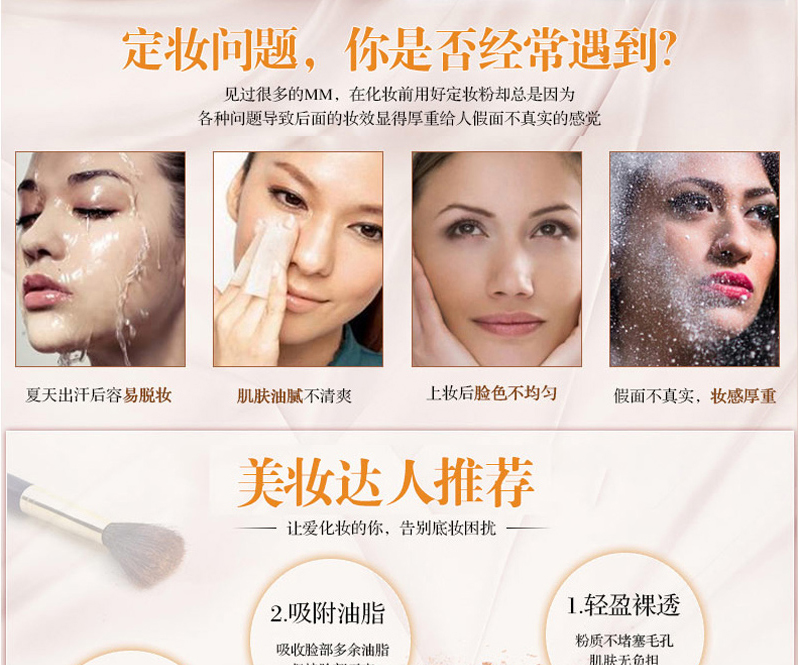 定妆问题，你是否经常遇到？
见过很多的MM，在化妆前用好定妆粉却总是因为
各种问题导致后面的妆效显得厚重给人假面不真实的感觉
夏天出汗后容易脱妆
肌肤油腻不清爽
上妆后脸色不均匀
假面不真实，妆感厚重
美妆达人推荐
让爱化妆的你，告别底妆困扰
1.轻盈裸透
粉质不堵塞毛孔
肌肤无负担
2.吸附油脂
吸收脸部多余油脂